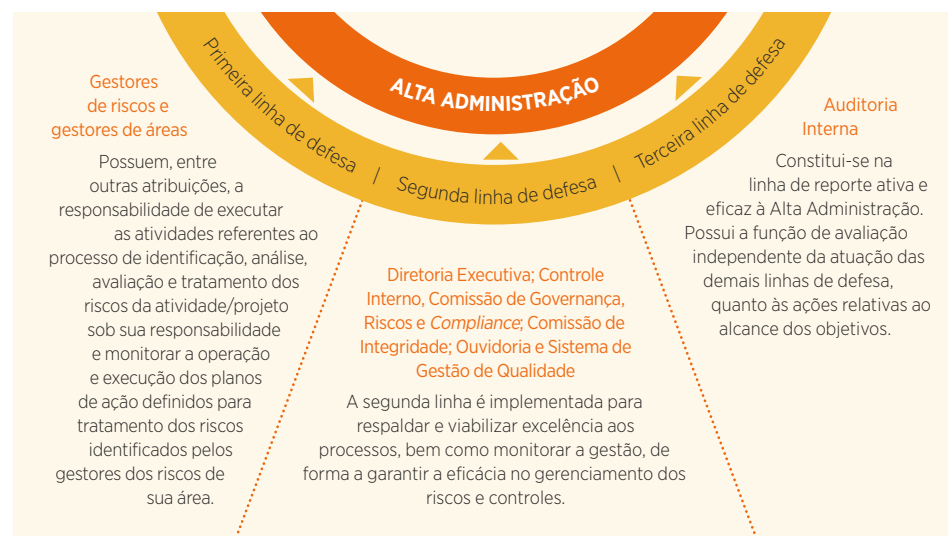 ALTA ADMINISTRAÇÃO
Primeira linha de defesa | Segunda linha de defesa | Terceira linha de defesa
Gestores
de riscos e
gestores de áreas
Possuem, entre
outras atribuições, a
responsabilidade de executar
as atividades referentes ao
processo de identificação, análise,
avaliação e tratamento dos
riscos da atividade/projeto
sob sua responsabilidade
e monitorar a operação
e execução dos planos
de ação definidos para
tratamento dos riscos
identificados pelos
gestores dos riscos de
sua área.
Diretoria Executiva; Controle
Interno, Comissão de Governança,
Riscos e Compliance; Comissão de
Integridade; Ouvidoria e Sistema de
Gestão de Qualidade
A segunda linha é implementada para
respaldar e viabilizar excelência aos
processos, bem como monitorar a gestão, de
forma a garantir a eficácia no gerenciamento dos
riscos e controles.
Auditoria
Interna
Constitui-se na
linha de reporte ativa e
eficaz à Alta Administração.
Possui a função de avaliação
independente da atuação das
demais linhas de defesa,
quanto às ações relativas ao
alcance dos objetivos.